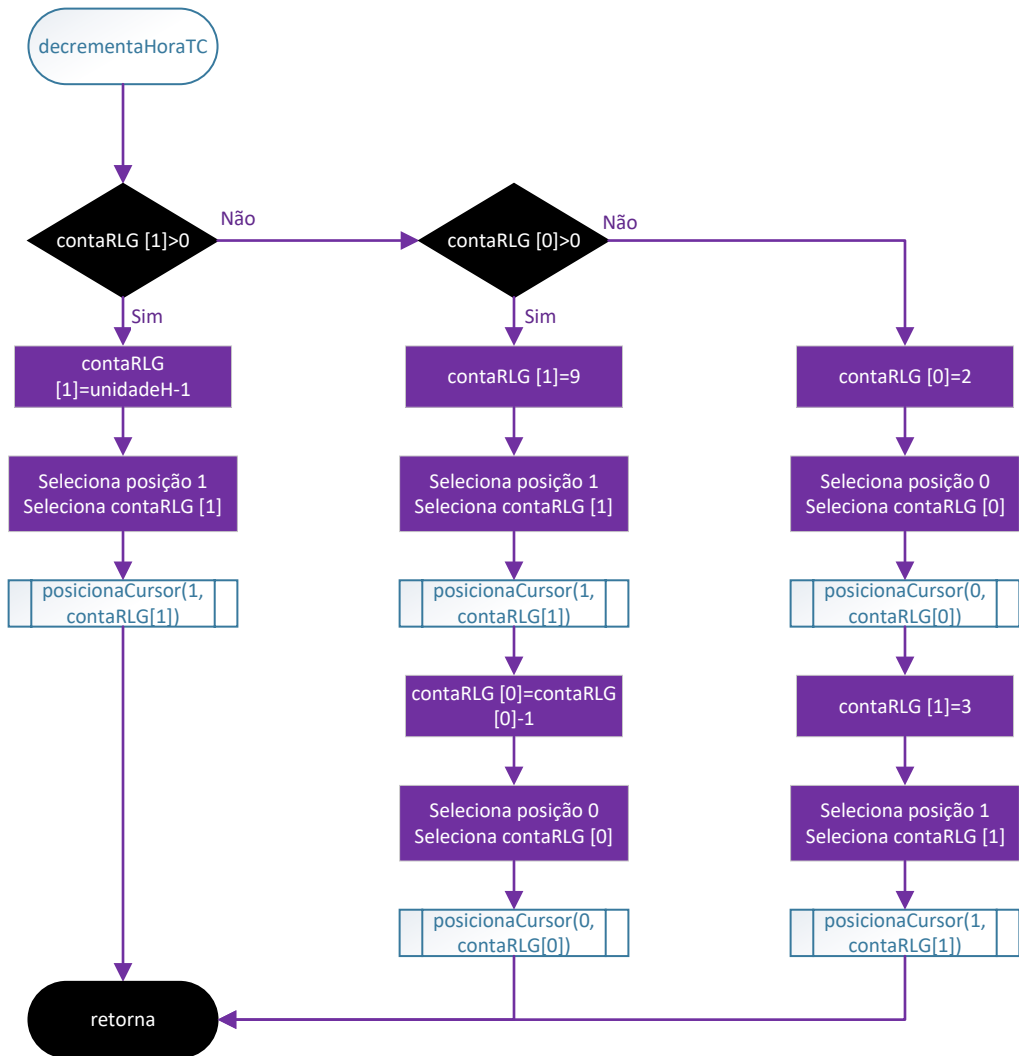 decrementaHoraTC
contaRLG [1]>0
Não
contaRLG [0]>0
Não
Sim
Sim
contaRLG
[1]=unidadeH-1
contaRLG [1]=9
contaRLG [0]=2
Seleciona posição 1
Seleciona contaRLG [1]
Seleciona posição 1
Seleciona contaRLG [1]
Seleciona posição 0
Seleciona contaRLG [0]
posicionaCursor(1,
contaRLG[1])
posicionaCursor(1,
contaRLG[1])
posicionaCursor(0,
contaRLG[0])
contaRLG [0]=contaRLG
[0]-1
contaRLG [1]=3
Seleciona posição 0
Seleciona contaRLG [0]
Seleciona posição 1
Seleciona contaRLG [1]
posicionaCursor(0,
contaRLG[0])
posicionaCursor(1,
contaRLG[1])
retorna